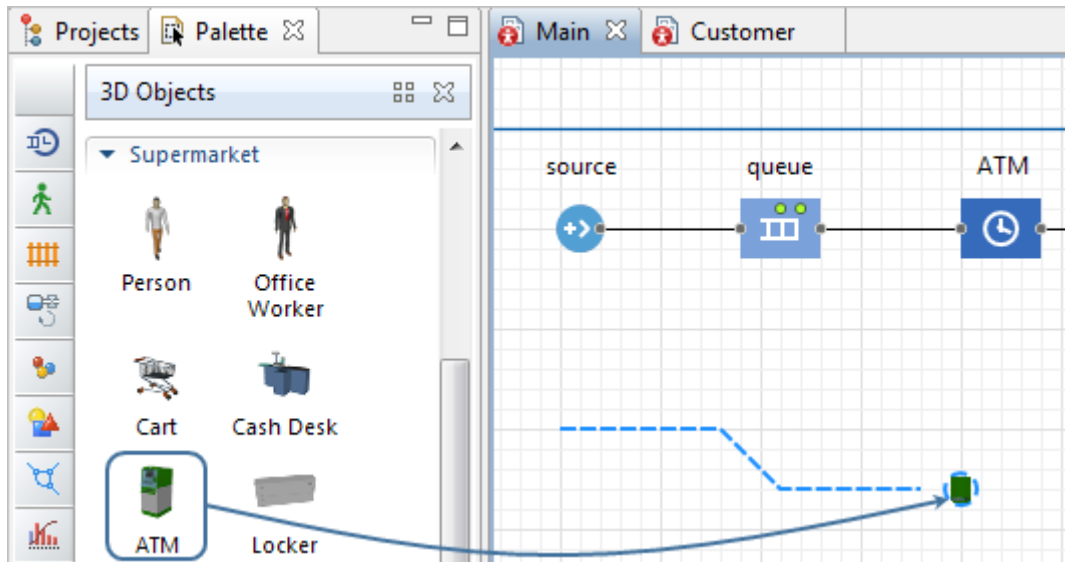 Projects
Palette
Main
Customer
3D Objects
Supermarket
source
queue
ATM
Person
Office
Worker
Cart
Cash Desk
ATM
Locker